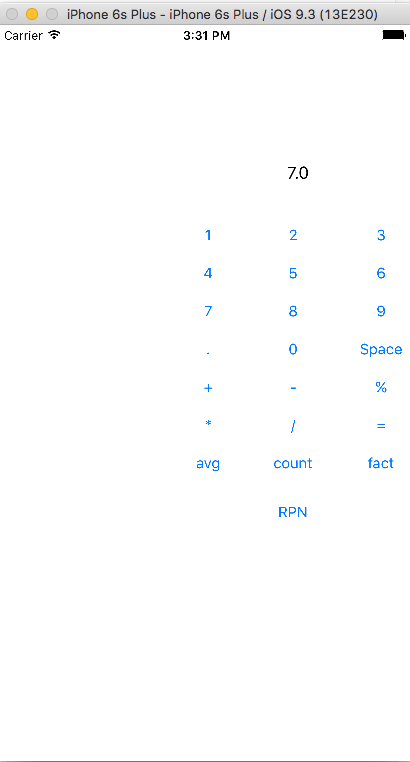 iPhone 6s Plus - iPhone 6s Plus / iOS 9.3 (13E230)
Carrier 3:31 PM
7.0
1 2 3
4 5 6
7 8 9
. 0 Space
+ - %
* / =
avg count fact
RPN